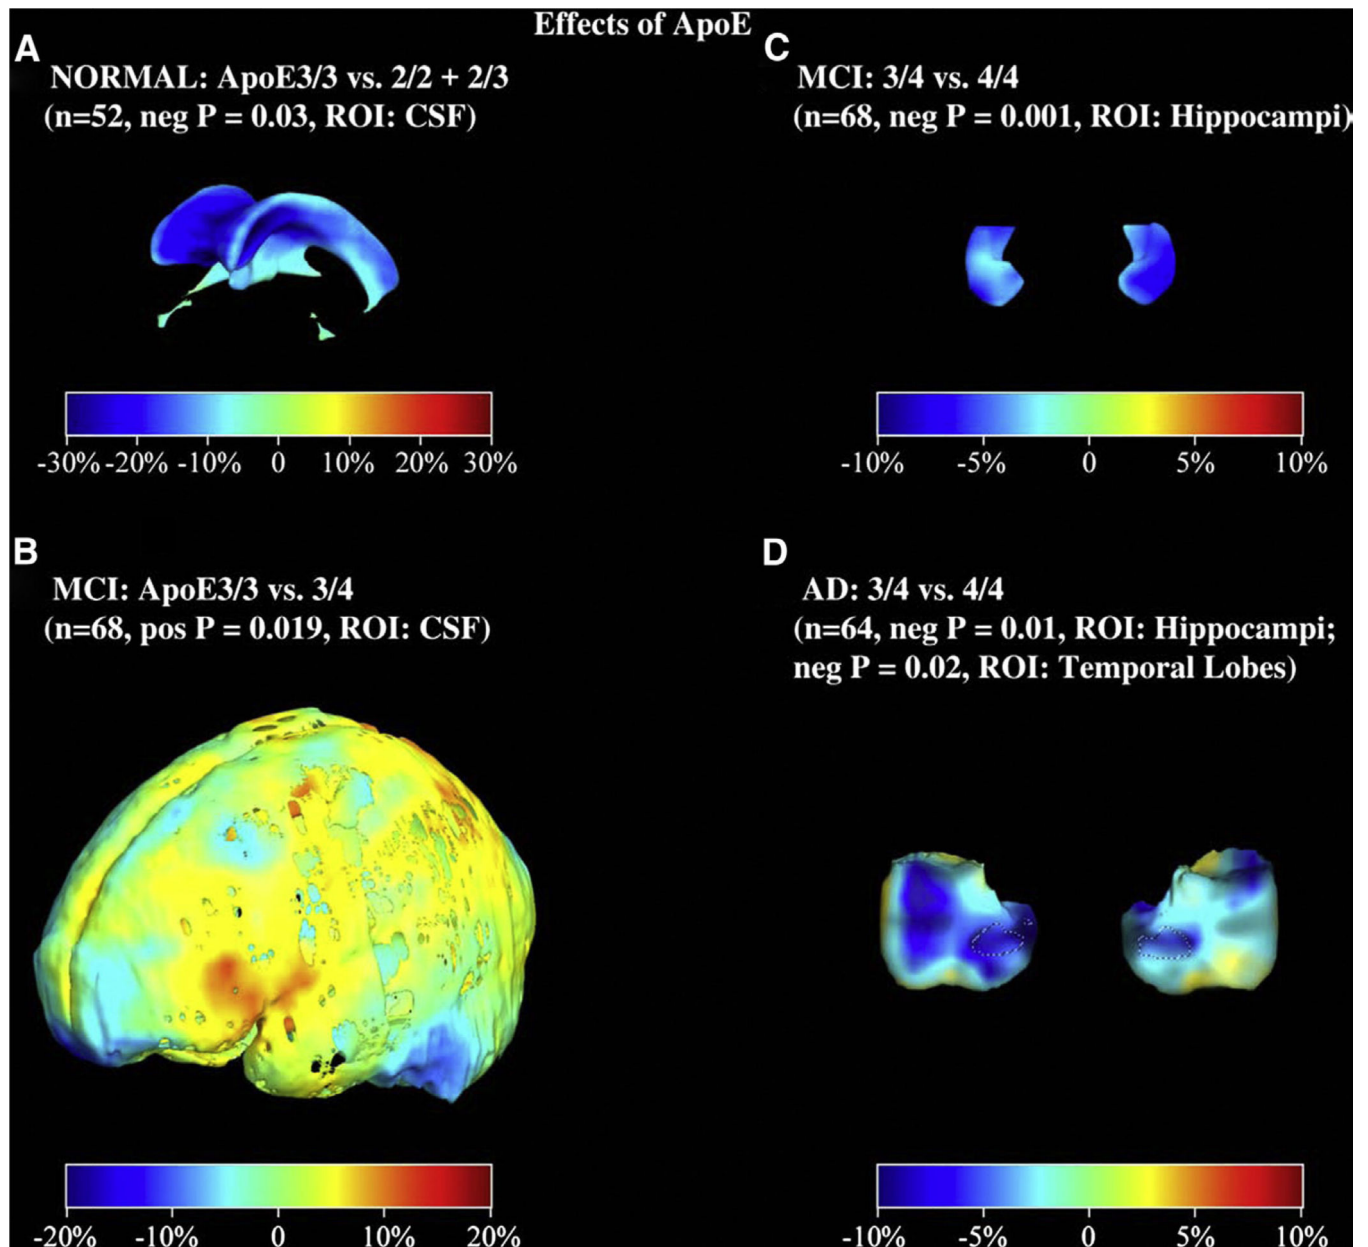 Effects of ApoE
A
NORMAL: ApoE3/3 vs. 2/2 + 2/3
(n=52, neg P = 0.03, ROI: CSF)
-30% -20% -10% 0 10% 20% 30%
C
MCI: 3/4 vs. 4/4
(n=68, neg P = 0.001, ROI: Hippocampi)
-10% -5% 0 5% 10%
B
MCI: ApoE3/3 vs. 3/4
(n=68, pos P = 0.019, ROI: CSF)
-20% -10% 0 10% 20%
D
AD: 3/4 vs. 4/4
(n=64, neg P = 0.01, ROI: Hippocampi;
neg P = 0.02, ROI: Temporal Lobes)
-10% -5% 0 5% 10%